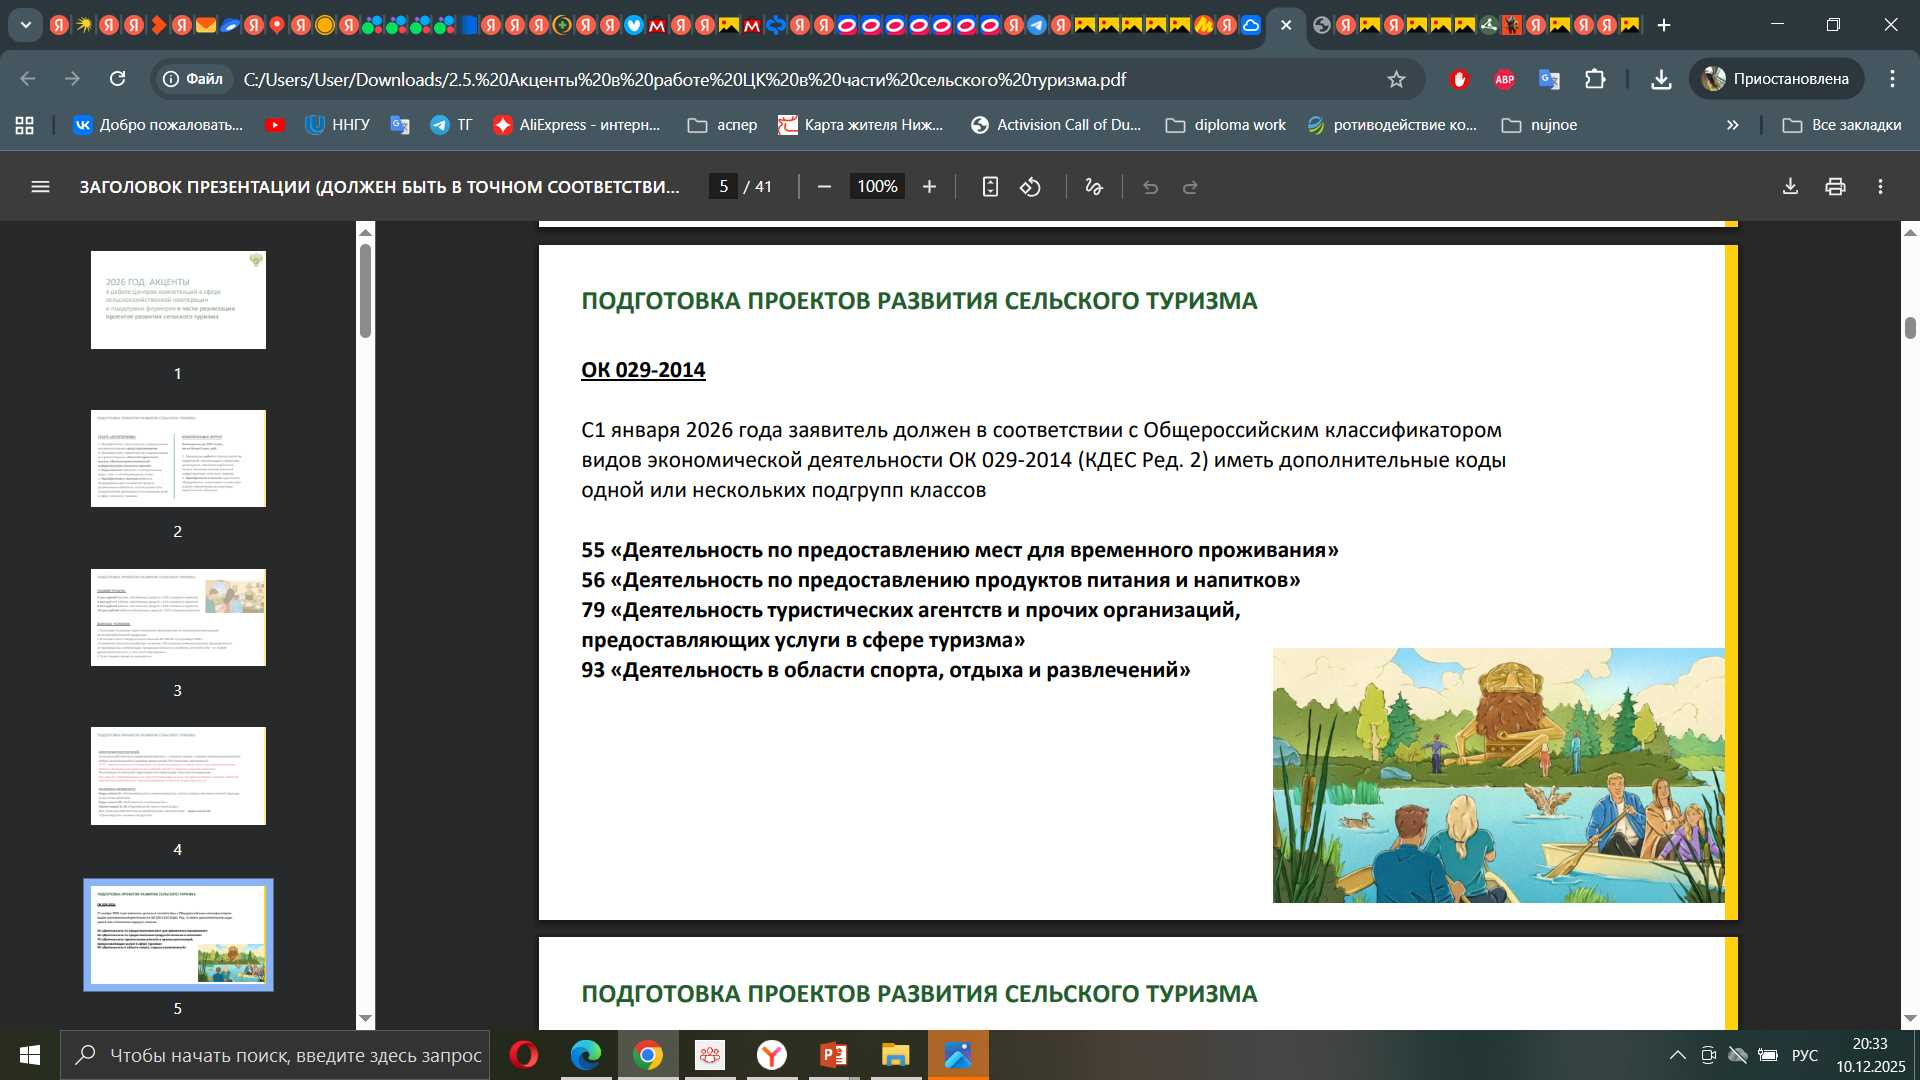 Файл
C:/Users/User/Downloads/2.5.%20Акценты%20в%20работе%20ЦК%20в%20части%20сельского%20туризма.pdf
ABP
Приостановлена
Добро пожаловать...
ННГУ
ТГ
AliExpress - интерн...
аспер
Карта жителя Ниж...
Activision Call of Du...
diploma work
ротиводействие ко...
nujnoe
Все закладки
ЗАГОЛОВОК ПРЕЗЕНТАЦИИ (ДОЛЖЕН БЫТЬ В ТОЧНОМ СООТВЕТСТВИ...
5 / 41
100%
2026 ГОД. АКЦЕНТЫ
1
2
3
4
5
ПОДГОТОВКА ПРОЕКТОВ РАЗВИТИЯ СЕЛЬСКОГО ТУРИЗМА
ОК 029-2014
С1 января 2026 года заявитель должен в соответствии с Общероссийским классификатором
видов экономической деятельности ОК 029-2014 (КДЕС Ред. 2) иметь дополнительные коды
одной или нескольких подгрупп классов
55 «Деятельность по предоставлению мест для временного проживания»
56 «Деятельность по предоставлению продуктов питания и напитков»
79 «Деятельность туристических агентств и прочих организаций,
предоставляющих услуги в сфере туризма»
93 «Деятельность в области спорта, отдыха и развлечений»
ПОДГОТОВКА ПРОЕКТОВ РАЗВИТИЯ СЕЛЬСКОГО ТУРИЗМА
Чтобы начать поиск, введите здесь запрос
РУС
20:33
10.12.2025